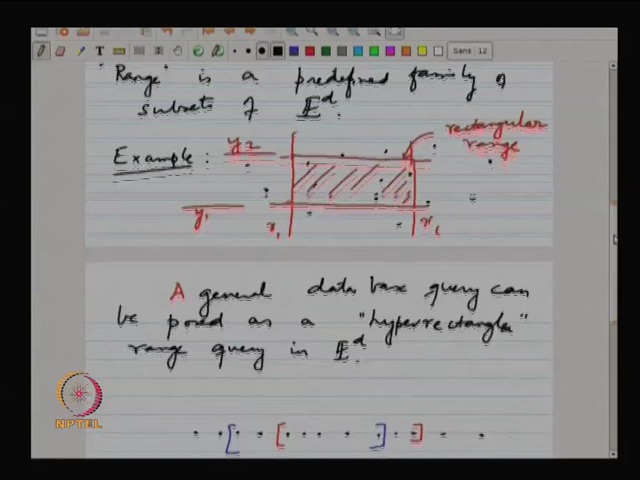 Sans 12
"Range" is a predefined family of
subsets of E^d.
Example : y2 rectangular
range
y1 x1
A general data base query can
be posed as a "hyperrectangle"
range query in E^d.
NPTEL